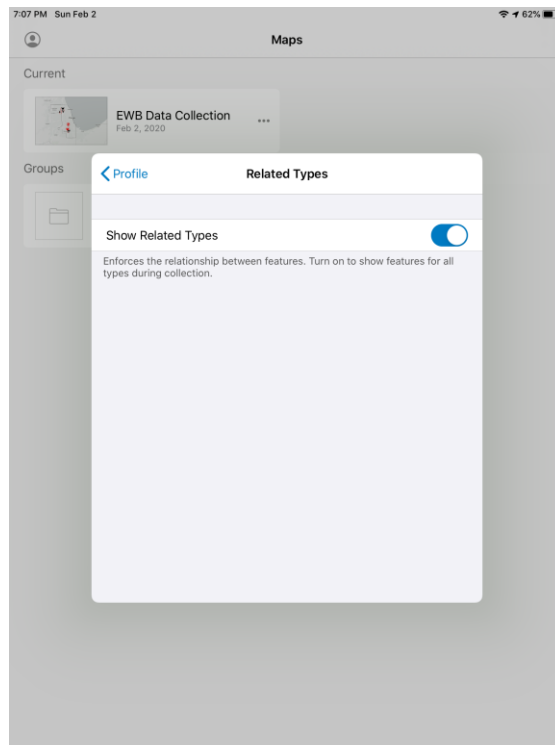 7:07 PM Sun Feb 2 62%
Maps
Current
EWB Data Collection
Feb 2, 2020
Groups
Profile Related Types
Show Related Types
Enforces the relationship between features. Turn on to show features for all
types during collection.